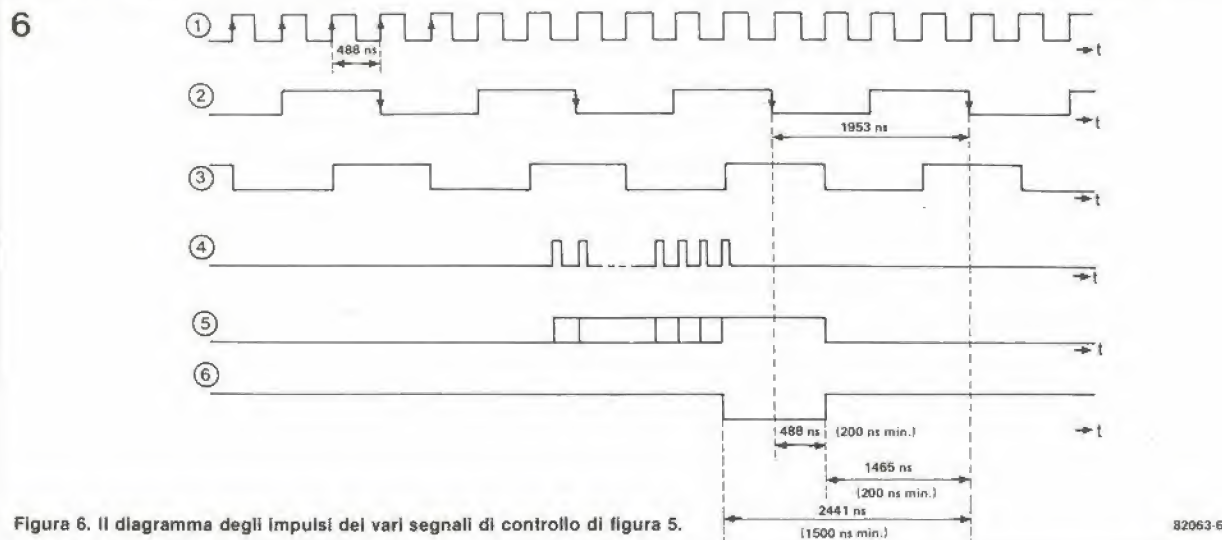 6
①
488 ns
t
②
1953 ns
t
③
t
④
t
⑤
t
⑥
488 ns (200 ns min.)
t
1465 ns
(200 ns min.)
2441 ns
(1500 ns min.)
Figura 6. Il diagramma degli impulsi dei vari segnali di controllo di figura 5.
82063-6